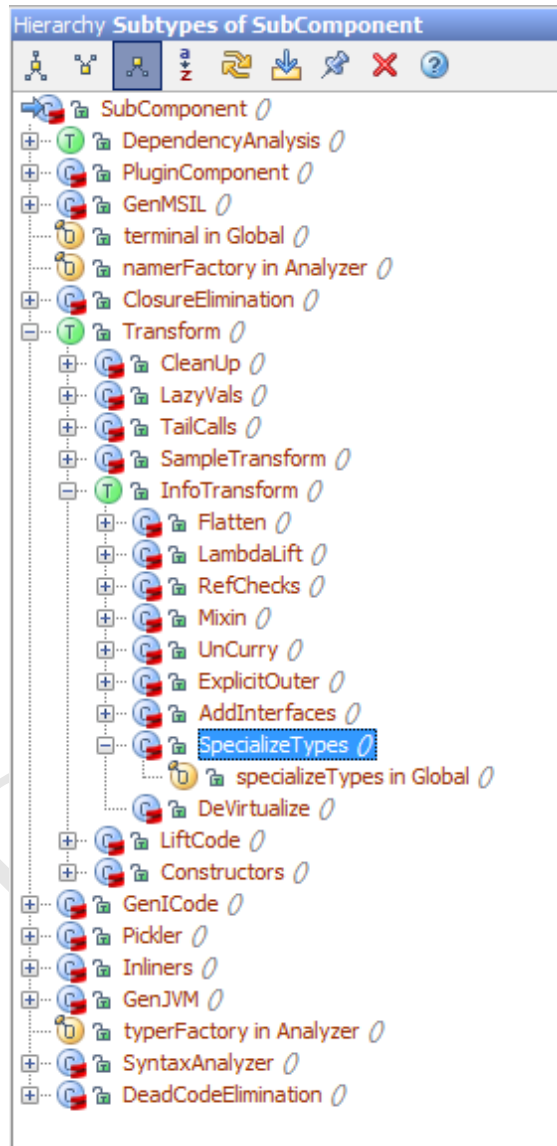 Hierarchy Subtypes of SubComponent
a z ?
C SubComponent ()
T DependencyAnalysis ()
C PluginComponent ()
C GenMSIL ()
terminal in Global ()
namerFactory in Analyzer ()
C ClosureElimination ()
T Transform ()
C CleanUp ()
C LazyVals ()
C TailCalls ()
C SampleTransform ()
T InfoTransform ()
C Flatten ()
C LambdaLift ()
C RefChecks ()
C Mixin ()
C UnCurry ()
C ExplicitOuter ()
C AddInterfaces ()
C SpecializeTypes ()
specializeTypes in Global ()
C DeVirtualize ()
C LiftCode ()
C Constructors ()
C GenICode ()
C Pickler ()
C Inliners ()
C GenJVM ()
typerFactory in Analyzer ()
C SyntaxAnalyzer ()
C DeadCodeElimination ()